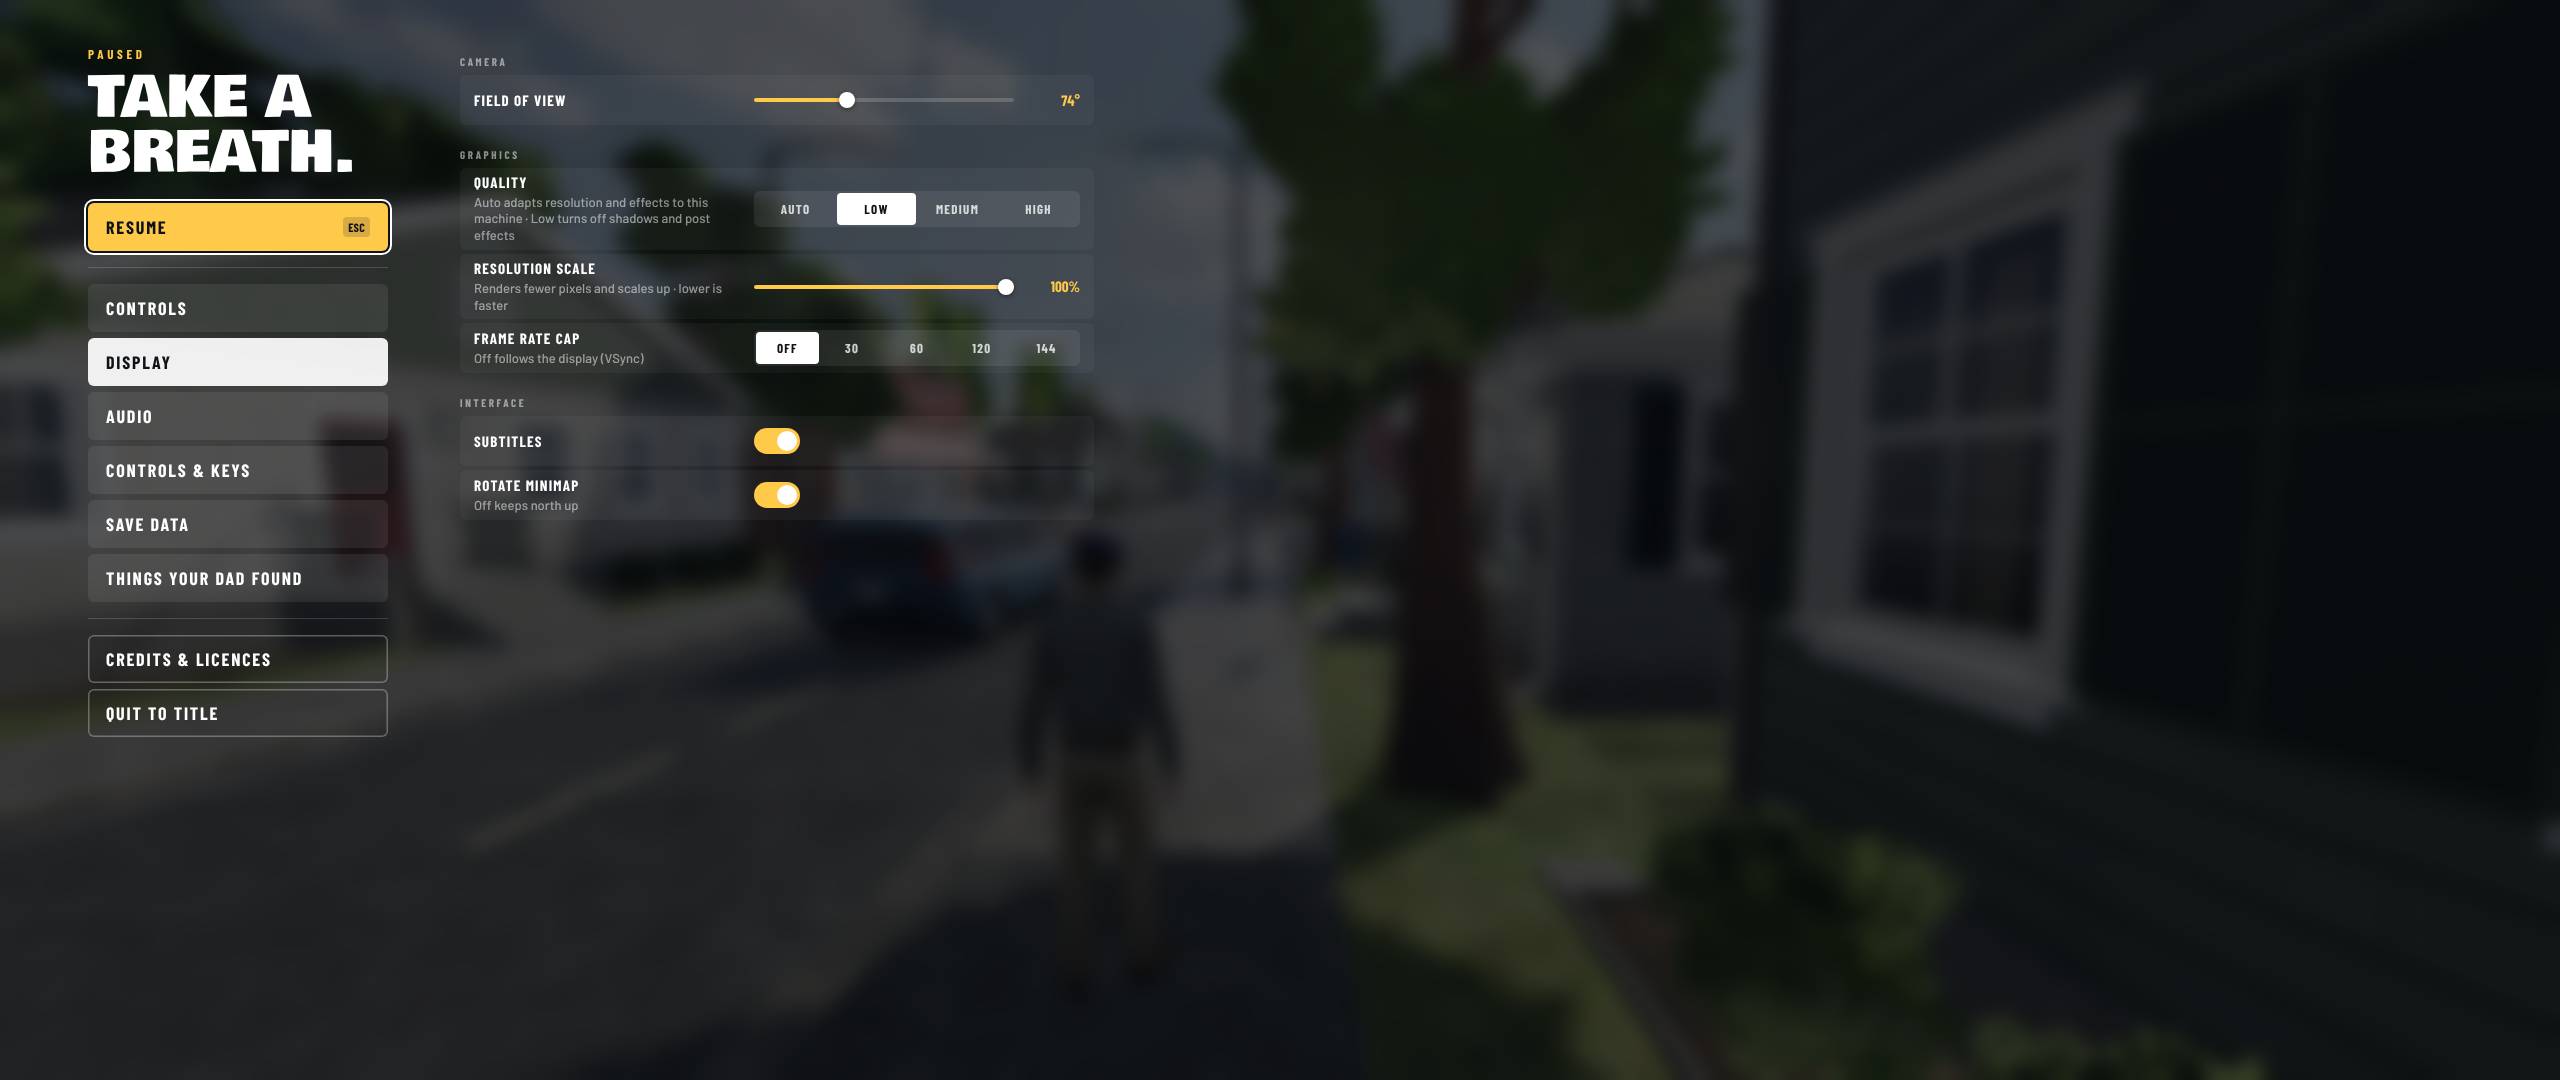 PAUSED
TAKE A
BREATH.
RESUME ESC
CONTROLS
DISPLAY
AUDIO
CONTROLS & KEYS
SAVE DATA
THINGS YOUR DAD FOUND
CREDITS & LICENCES
QUIT TO TITLE
CAMERA
FIELD OF VIEW 74°
GRAPHICS
QUALITY
Auto adapts resolution and effects to this
machine · Low turns off shadows and post
effects
AUTO LOW MEDIUM HIGH
RESOLUTION SCALE
Renders fewer pixels and scales up · lower is
faster
100%
FRAME RATE CAP
Off follows the display (VSync)
OFF 30 60 120 144
INTERFACE
SUBTITLES
ROTATE MINIMAP
Off keeps north up